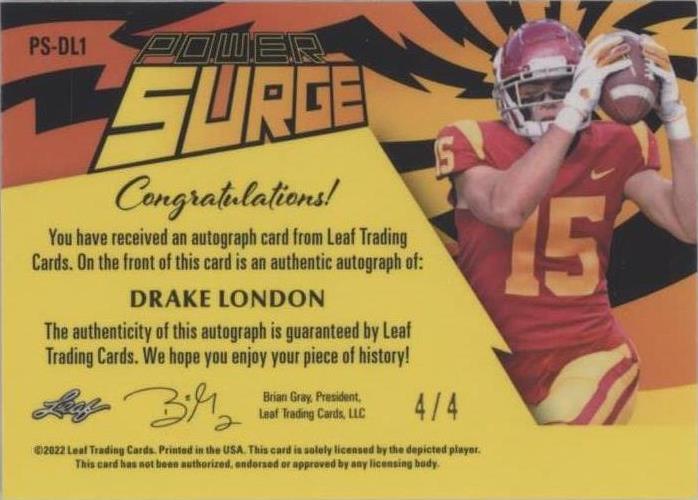 PS-DL1
POWER
SURGE
Congratulations!
You have received an autograph card from Leaf Trading
Cards. On the front of this card is an authentic autograph of:
DRAKE LONDON
The authenticity of this autograph is guaranteed by Leaf
Trading Cards. We hope you enjoy your piece of history!
Leaf
Brian Gray, President,
Leaf Trading Cards, LLC
4/4
©2022 Leaf Trading Cards. Printed in the USA. This card is solely licensed by the depicted player.
This card has not been authorized, endorsed or approved by any licensing body.
15
15